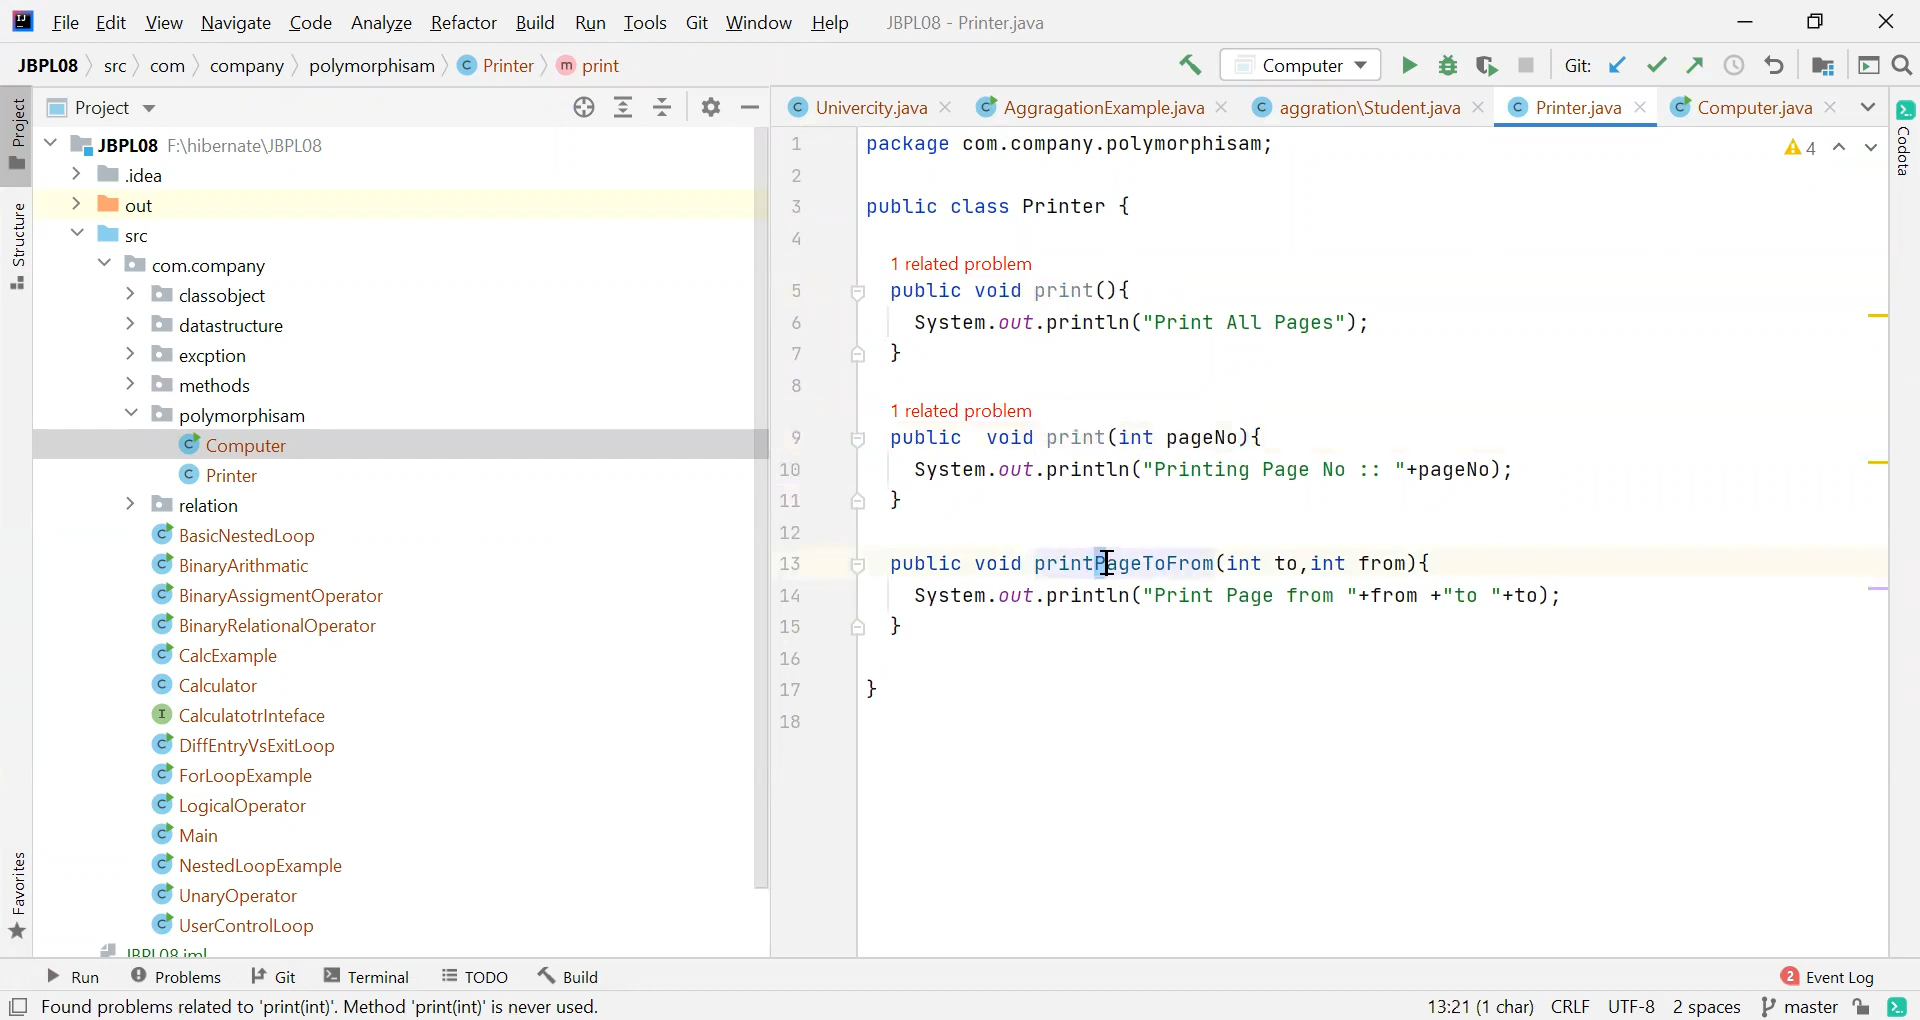 File Edit View Navigate Code Analyze Refactor Build Run Tools Git Window Help JBPL08 - Printer.java
JBPL08 src com company polymorphisam Printer print Computer Git:
Project
Univercity.java AggragationExample.java aggration\Student.java Printer.java Computer.java
Project
Structure
Favorites
Codota
JBPL08 F:\hibernate\JBPL08
.idea
out
src
com.company
classobject
datastructure
excption
methods
polymorphisam
Computer
Printer
relation
BasicNestedLoop
BinaryArithmatic
BinaryAssigmentOperator
BinaryRelationalOperator
CalcExample
Calculator
CalculatotrInteface
DiffEntryVsExitLoop
ForLoopExample
LogicalOperator
Main
NestedLoopExample
UnaryOperator
UserControlLoop
JBPL08.iml
4
1 package com.company.polymorphisam;
2
3 public class Printer {
4
1 related problem
5 public void print(){
6 System.out.println("Print All Pages");
7 }
8
1 related problem
9 public  void print(int pageNo){
10 System.out.println("Printing Page No :: "+pageNo);
11 }
12
13 public void printPageToFrom(int to,int from){
14 System.out.println("Print Page from "+from +"to "+to);
15 }
16
17 }
18
Run Problems Git Terminal TODO Build 2 Event Log
Found problems related to 'print(int)'. Method 'print(int)' is never used. 13:21 (1 char) CRLF UTF-8 2 spaces master